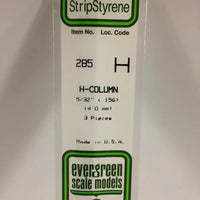 StripStyrene
Item No. Loc. Code
285 H
H-COLUMN
5/32" (.156)
(4.0 mm)
3 Pieces
Made in U.S.A.
evergreen
scale models